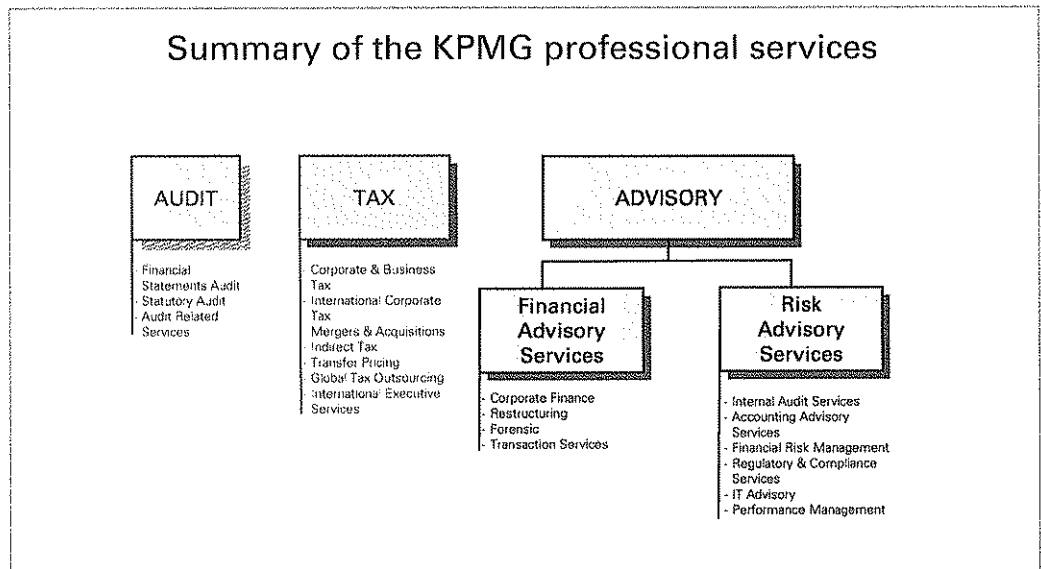 Summary of the KPMG professional services
AUDIT
- Financial
Statements Audit
- Statutory Audit
- Audit Related
Services
TAX
- Corporate & Business
Tax
- International Corporate
Tax
Mergers & Acquisitions
- Indirect Tax
- Transfer Pricing
- Global Tax Outsourcing
- International Executive
Services
ADVISORY
Financial
Advisory
Services
- Corporate Finance
- Restructuring
- Forensic
- Transaction Services
Risk
Advisory
Services
- Internal Audit Services
- Accounting Advisory
Services
- Financial Risk Management
- Regulatory & Compliance
Services
- IT Advisory
- Performance Management